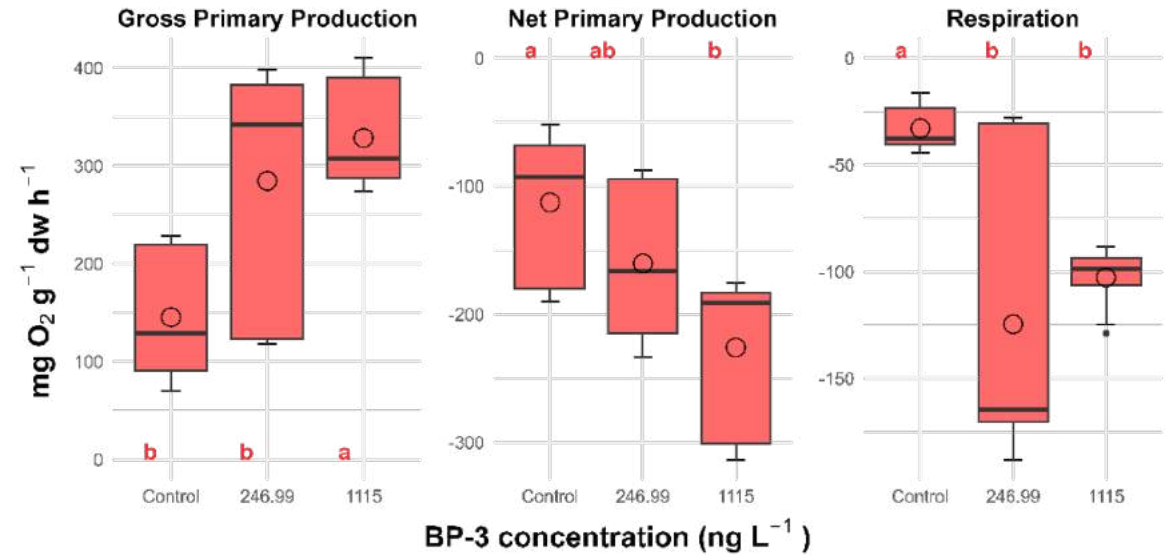 Gross Primary Production
Net Primary Production
Respiration
mg O₂ g⁻¹ dw h⁻¹
400
300
200
100
0
b
b
a
Control
246.99
1115
0
-100
-200
-300
a
ab
b
Control
246.99
1115
0
-50
-100
-150
a
b
b
Control
246.99
1115
BP-3 concentration (ng L⁻¹ )